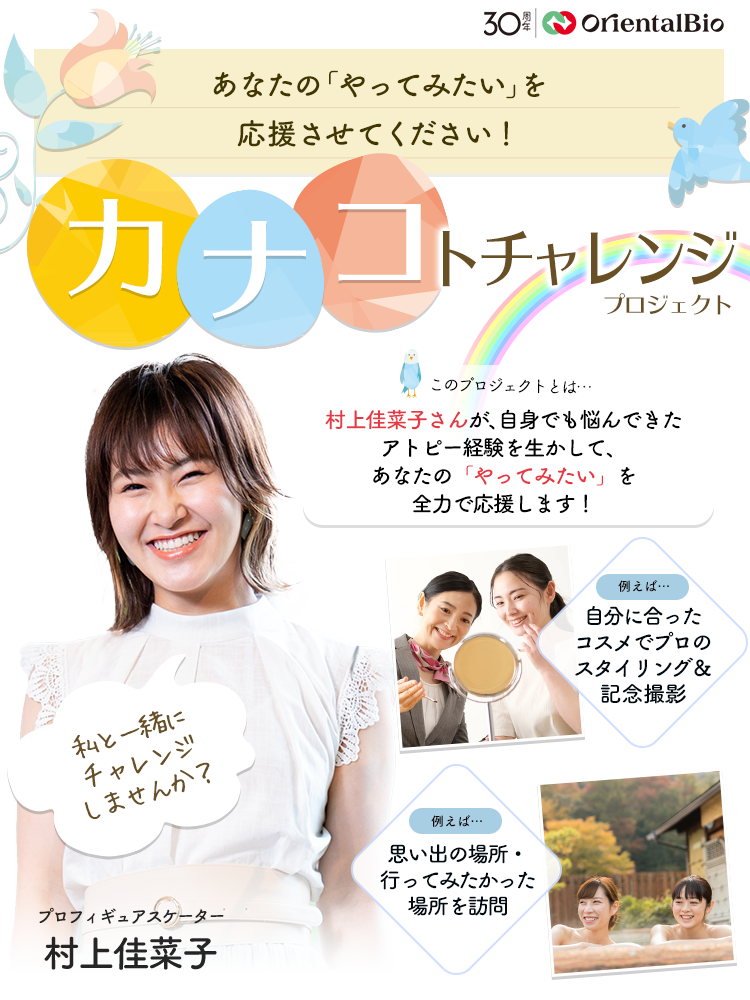 30周年 OrientalBio
あなたの「やってみたい」を
応援させてください！
カナコトチャレンジ
プロジェクト
このプロジェクトとは…
村上佳菜子さんが、自身でも悩んできた
アトピー経験を生かして、
あなたの「やってみたい」を
全力で応援します！
例えば…
自分に合った
コスメでプロの
スタイリング＆
記念撮影
私と一緒に
チャレンジ
しませんか？
例えば…
思い出の場所・
行ってみたかった
場所を訪問
プロフィギュアスケーター
村上佳菜子